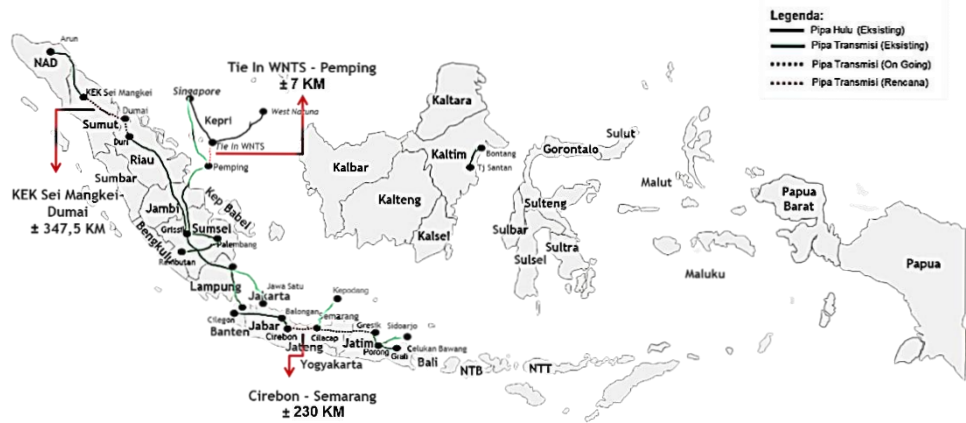 Legenda:
Pipa Hulu (Eksisting)
Pipa Transmisi (Eksisting)
Pipa Transmisi (On Going)
Pipa Transmisi (Rencana)
Arun
NAD
KEK Sei Mangkei
Dumai
Sumut
Duri
Riau
Sumbar
KEK Sei Mangkei-
Dumai
± 347,5 KM
Tie In WNTS - Pemping
± 7 KM
Singapore
Kepri
West Natuna
Tie In WNTS
Pemping
Jambi
Kep Babel
Grissi
Sumsel
Palembang
Bengkulu
Rambutan
Lampung
Jawa Satu
Jakarta
Kepodang
Cilegon
Banten
Jabar
Balongan
Semarang
Cirebon
Cilacap
Jateng
Yogyakarta
Gresik
Sidoarjo
Jatim
Porong
Grati
Celukan Bawang
Bali
NTB
NTT
Cirebon - Semarang
± 230 KM
Kaltara
Kalbar
Kaltim
Bontang
Tj Santan
Kalteng
Kalsel
Sulut
Gorontalo
Sulteng
Sulbar
Sultra
Sulsel
Malut
Maluku
Papua
Barat
Papua